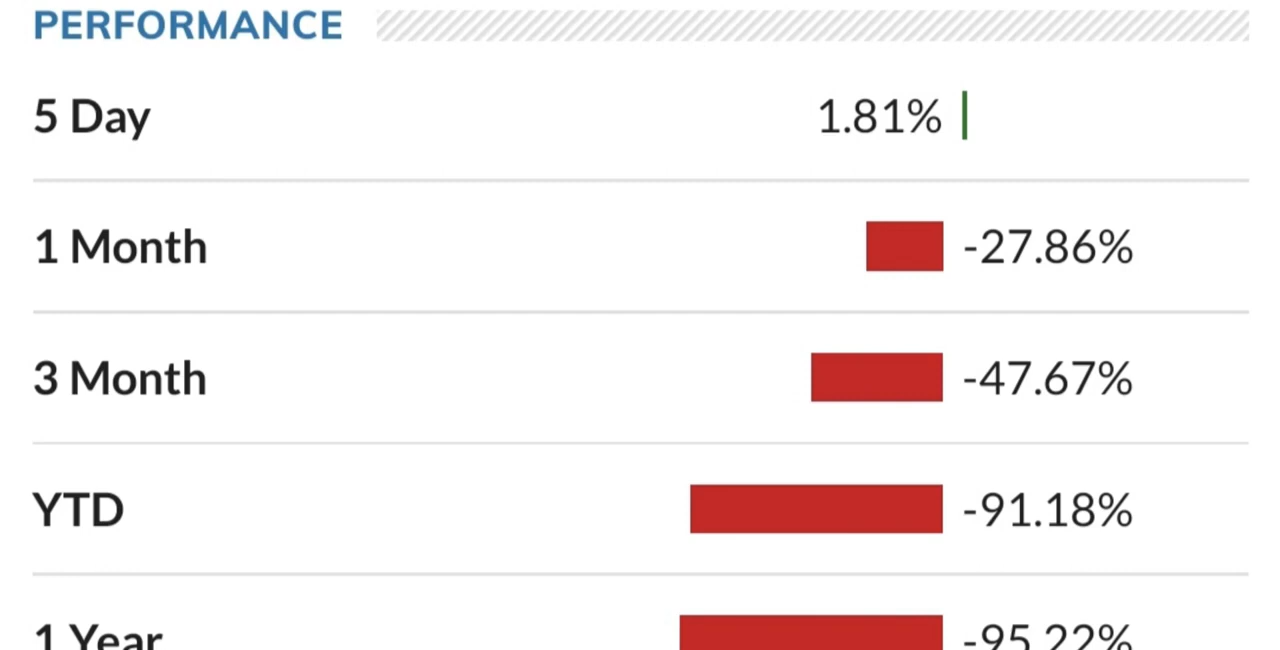 PERFORMANCE
5 Day 1.81%
1 Month -27.86%
3 Month -47.67%
YTD -91.18%
1 Year -95.22%